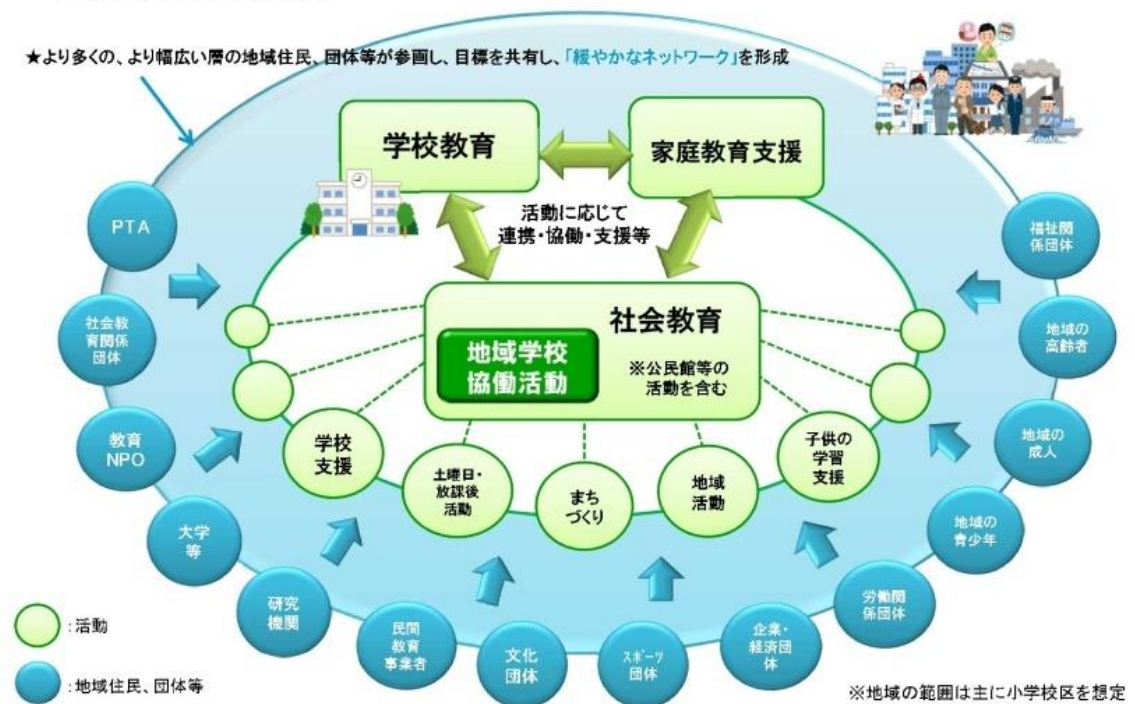 ★より多くの、より幅広い層の地域住民、団体等が参画し、目標を共有し、「緩やかなネットワーク」を形成
学校教育
家庭教育支援
活動に応じて
連携・協働・支援等
社会教育
地域学校
協働活動
※公民館等の
活動を含む
PTA
社会教
育関係
団体
教育
NPO
大学
等
研究
機関
民間
教育
事業者
文化
団体
スポーツ
団体
企業・
経済団
体
労働関
係団体
地域の
青少年
地域の
成人
地域の
高齢者
福祉関
係団体
学校
支援
土曜日・
放課後
活動
まち
づくり
地域
活動
子供の
学習
支援
:活動
:地域住民、団体等
※地域の範囲は主に小学校区を想定